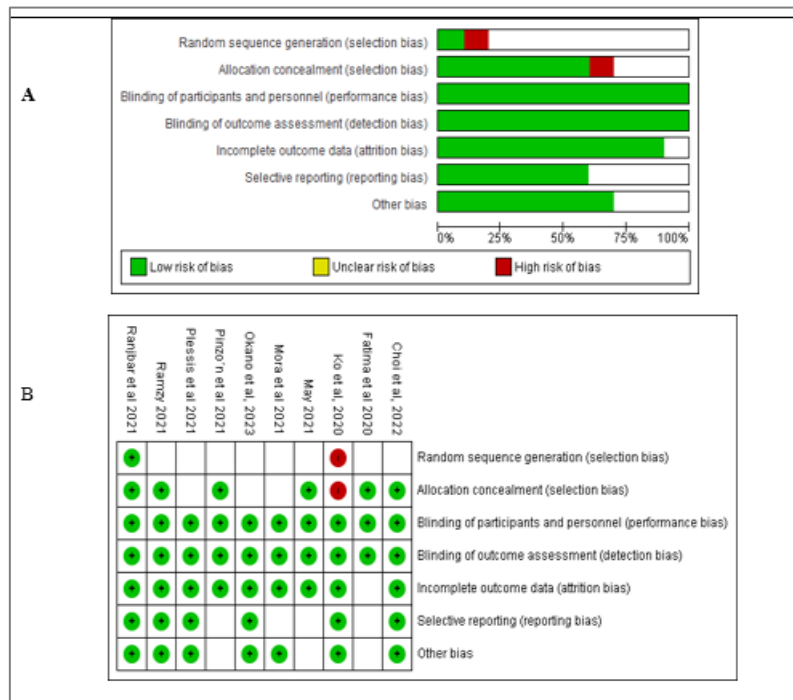 A
Random sequence generation (selection bias)
Allocation concealment (selection bias)
Blinding of participants and personnel (performance bias)
Blinding of outcome assessment (detection bias)
Incomplete outcome data (attrition bias)
Selective reporting (reporting bias)
Other bias
0% 25% 50% 75% 100%
Low risk of bias Unclear risk of bias High risk of bias
B
Ranjbar et al 2021
Ramzy 2021
Plessis et al 2021
Pinzo´n et al 2021
Okano et al, 2023
Mora et al 2021
May 2021
Ko et al, 2020
Fatima et al 2020
Choi et al, 2022
Random sequence generation (selection bias)
Allocation concealment (selection bias)
Blinding of participants and personnel (performance bias)
Blinding of outcome assessment (detection bias)
Incomplete outcome data (attrition bias)
Selective reporting (reporting bias)
Other bias